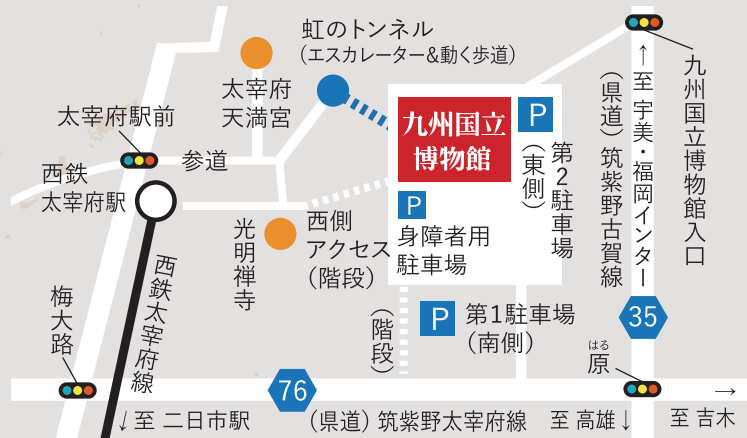 虹のトンネル
(エスカレーター&動く歩道)
太宰府
天満宮
太宰府駅前
参道
西鉄
太宰府駅
九州国立
博物館
P
(東側)
第2駐車場
P
身障者用
駐車場
西側
アクセス
(階段)
光明禅寺
(階段)
P
第1駐車場
(南側)
西鉄太宰府線
梅大路
九州国立博物館入口
↑至 宇美・福岡インター
(県道) 筑紫野古賀線
35
76
はる
原
↓至 二日市駅
(県道) 筑紫野太宰府線
至 高雄↓
→
至 吉木